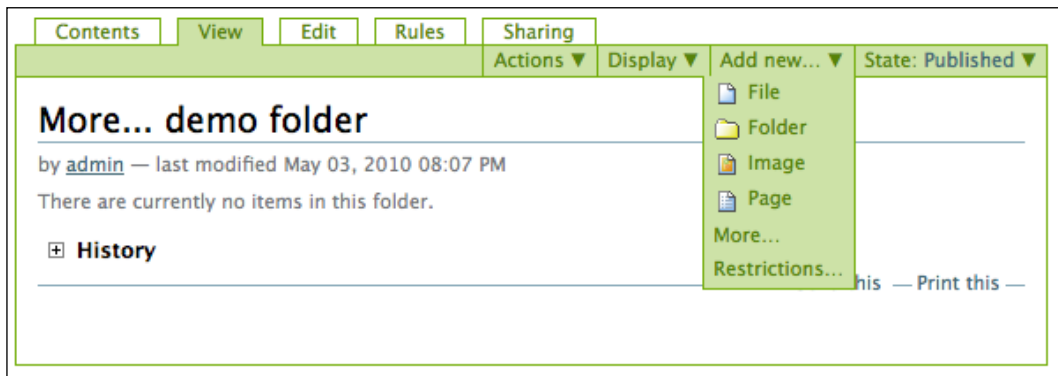 Contents View Edit Rules Sharing
Actions ▼ Display ▼ Add new... ▼ State: Published ▼
File
Folder
Image
Page
More...
Restrictions...
More... demo folder
by admin — last modified May 03, 2010 08:07 PM
There are currently no items in this folder.
History
his — Print this —